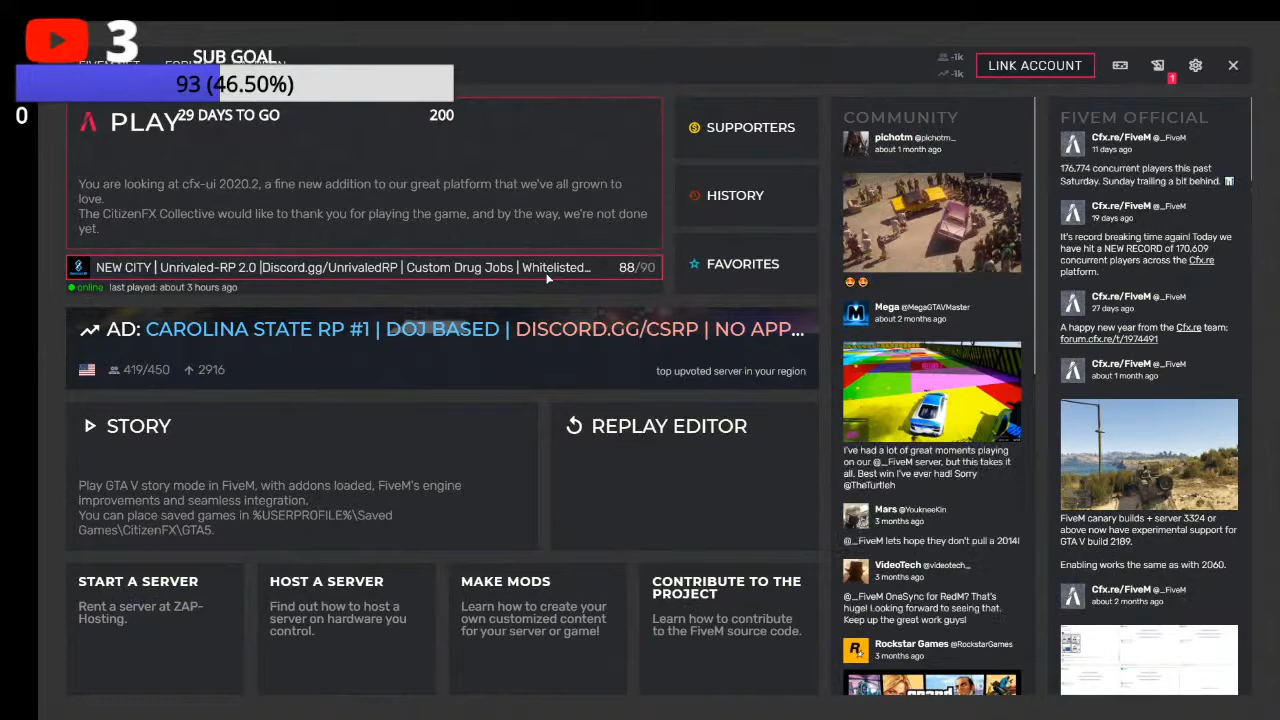 3
SUB GOAL
93 (46.50%)
0
29 DAYS TO GO
200
-1k
-1k
LINK ACCOUNT
1
PLAY
You are looking at cfx-ui 2020.2, a fine new addition to our great platform that we've all grown to
love.
The CitizenFX Collective would like to thank you for playing the game, and by the way, we're not done
yet.
NEW CITY | Unrivaled-RP 2.0 |Discord.gg/UnrivaledRP | Custom Drug Jobs | Whitelisted...
88/90
online
last played: about 3 hours ago
SUPPORTERS
HISTORY
FAVORITES
AD: CAROLINA STATE RP #1 | DOJ BASED | DISCORD.GG/CSRP | NO APP...
419/450
2916
top upvoted server in your region
STORY
Play GTA V story mode in FiveM, with addons loaded, FiveM's engine
improvements and seamless integration.
You can place saved games in %USERPROFILE%\Saved
Games\CitizenFX\GTA5.
REPLAY EDITOR
START A SERVER
Rent a server at ZAP-
Hosting.
HOST A SERVER
Find out how to host a
server on hardware you
control.
MAKE MODS
Learn how to create your
own customized content
for your server or game!
CONTRIBUTE TO THE
PROJECT
Learn how to contribute
to the FiveM source code.
COMMUNITY
pichotm @pichotm_
about 1 month ago
Mega @MegaGTAVMaster
about 2 months ago
I've had a lot of great moments playing
on our @_FiveM server, but this takes it
all. Best win I've ever had! Sorry
@TheTurtleh
Mars @YoukneeKin
3 months ago
@_FiveM lets hope they don't pull a 2014!
VideoTech @videotech_
3 months ago
@_FiveM OneSync for RedM? That's
huge! Looking forward to seeing that.
Keep up the great work guys!
Rockstar Games @RockstarGames
3 months ago
FIVEM OFFICIAL
Cfx.re/FiveM @_FiveM
11 days ago
176,774 concurrent players this past
Saturday. Sunday trailing a bit behind.
Cfx.re/FiveM @_FiveM
19 days ago
It's record breaking time again! Today we
have hit a NEW RECORD of 170,609
concurrent players across the Cfx.re
platform.
Cfx.re/FiveM @_FiveM
27 days ago
A happy new year from the Cfx.re team:
forum.cfx.re/t/1974491
Cfx.re/FiveM @_FiveM
about 1 month ago
FiveM canary builds + server 3324 or
above now have experimental support for
GTA V build 2189.
Enabling works the same as with 2060.
Cfx.re/FiveM @_FiveM
about 2 months ago